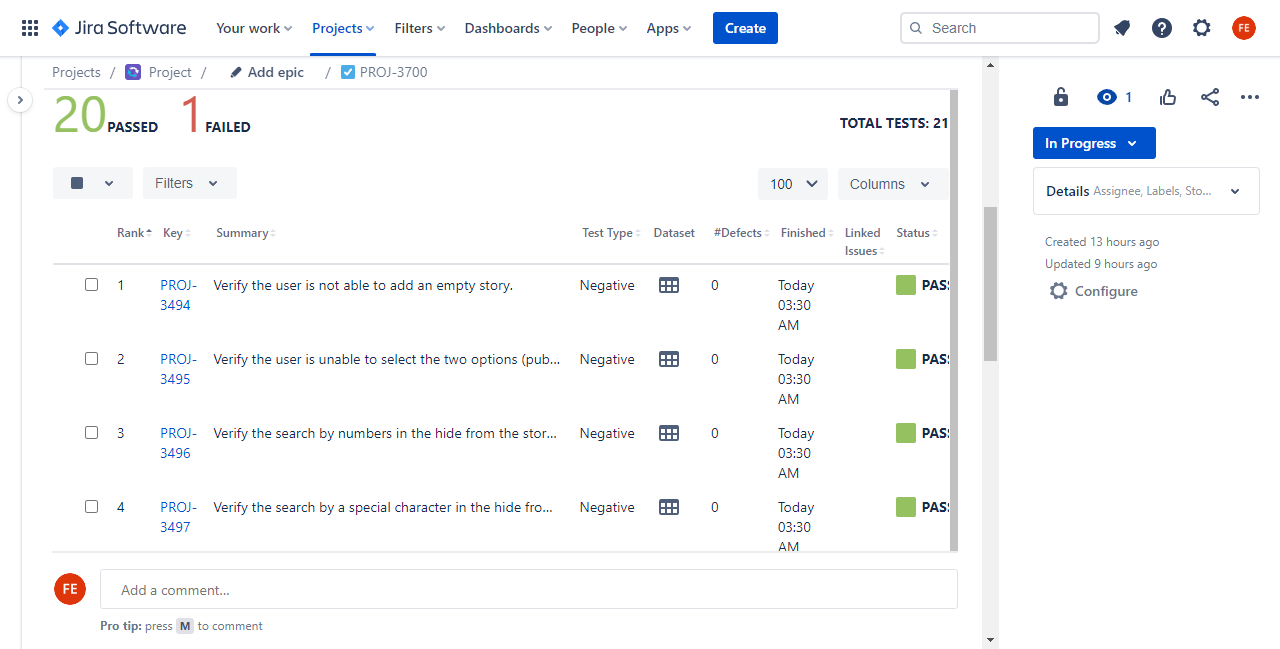 Jira Software Your work Projects Filters Dashboards People Apps Create Search FE
Projects / Project / Add epic / PROJ-3700
20 PASSED 1 FAILED
TOTAL TESTS: 21
Filters 100 Columns
Rank Key Summary Test Type Dataset #Defects Finished Linked Issues Status
1 PROJ-3494 Verify the user is not able to add an empty story. Negative 0 Today 03:30 AM PASS
2 PROJ-3495 Verify the user is unable to select the two options (pub... Negative 0 Today 03:30 AM PASS
3 PROJ-3496 Verify the search by numbers in the hide from the stor... Negative 0 Today 03:30 AM PASS
4 PROJ-3497 Verify the search by a special character in the hide fro... Negative 0 Today 03:30 AM PASS
FE Add a comment...
Pro tip: press M to comment
1
In Progress
Details Assignee, Labels, Sto...
Created 13 hours ago
Updated 9 hours ago
Configure